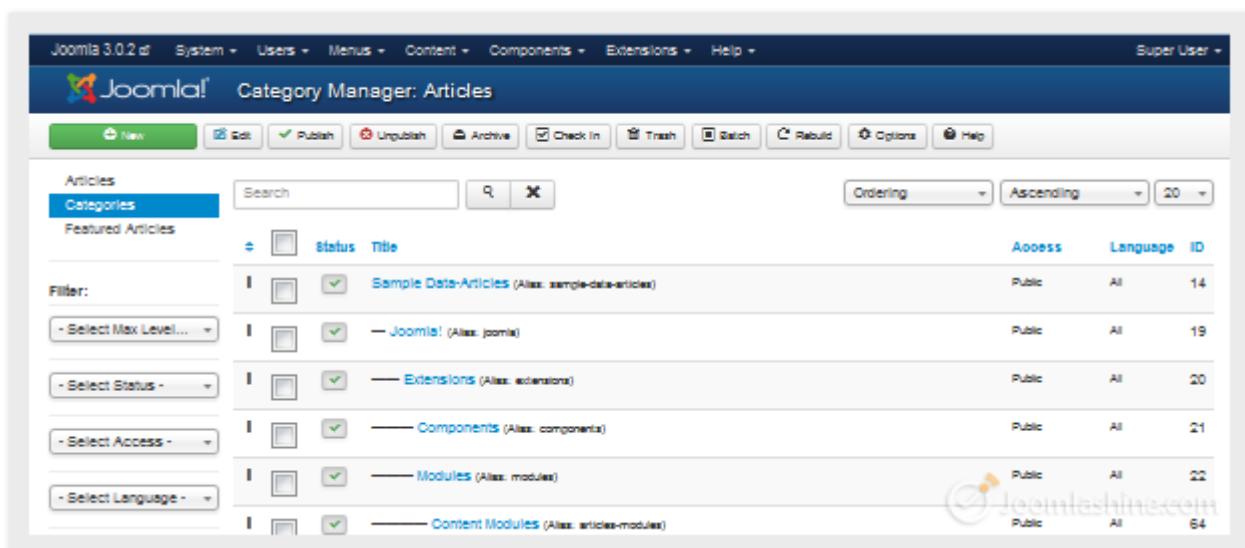 Joomla 3.0.2 System Users Menus Content Components Extensions Help Super User
Joomla! Category Manager: Articles
New Edit Publish Unpublish Archive Check In Trash Batch Rebuild Options Help
Articles
Categories
Featured Articles
Filter:
- Select Max Level...
- Select Status -
- Select Access -
- Select Language -
Search Ordering Ascending 20
Status Title Access Language ID
Sample Data-Articles (Alias: sample-data-articles) Public All 14
— Joomla! (Alias: joomla) Public All 19
—— Extensions (Alias: extensions) Public All 20
——— Components (Alias: components) Public All 21
——— Modules (Alias: modules) Public All 22
———— Content Modules (Alias: articles-modules) Public All 64
Joomlashine.com